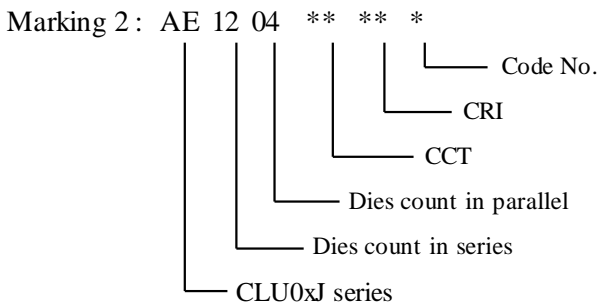 Marking 2 : AE 12 04 ** ** *
Code No.
CRI
CCT
Dies count in parallel
Dies count in series
CLU0xJ series